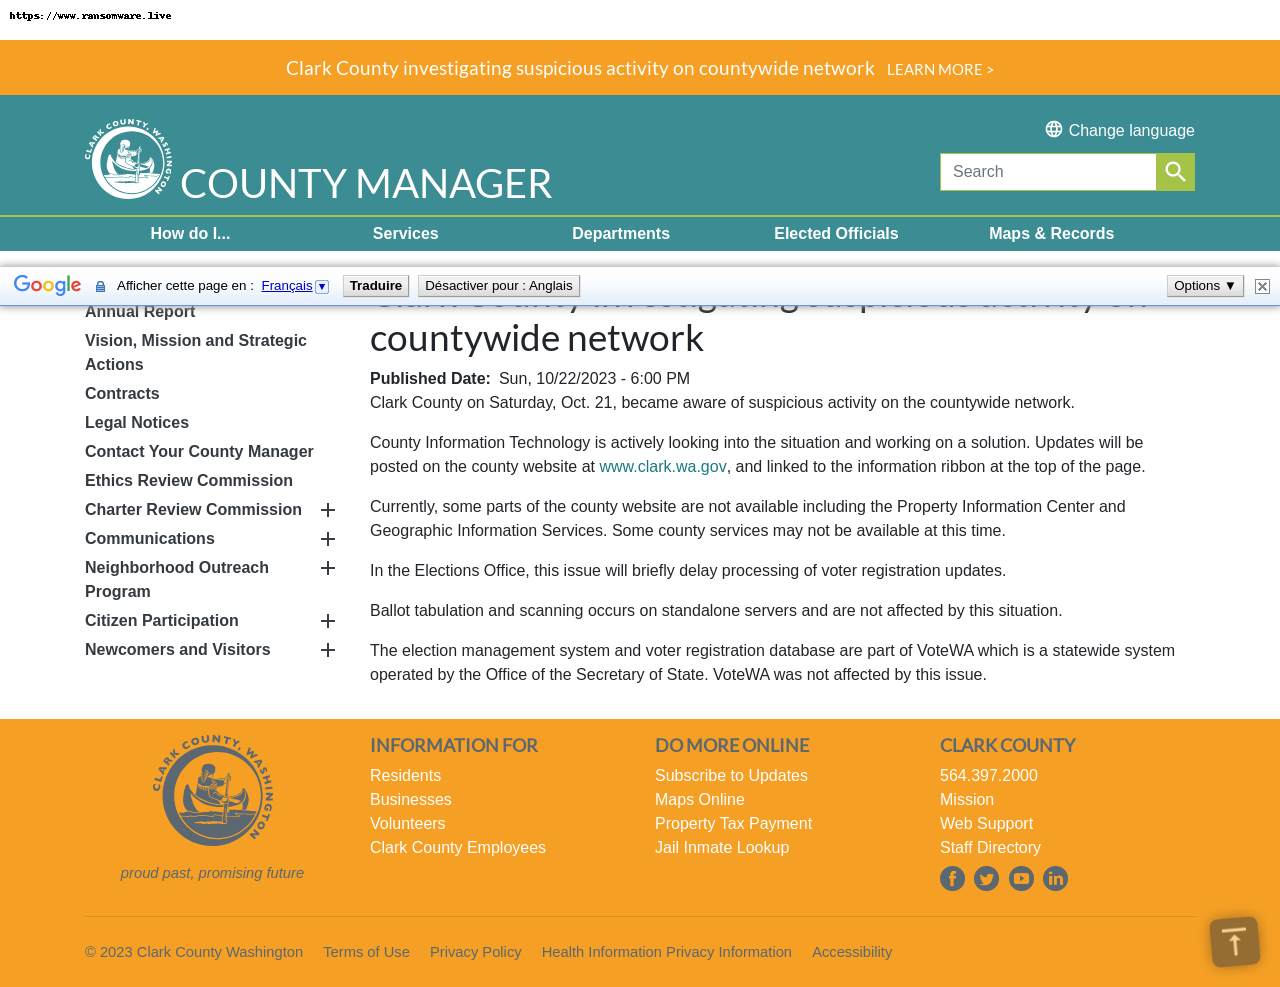 https://www.ransomware.live
Clark County investigating suspicious activity on countywide network LEARN MORE >
CLARK COUNTY, WASHINGTON
COUNTY MANAGER
Change language
Search
How do I... Services Departments Elected Officials Maps & Records
Google Afficher cette page en : Français ▼ Traduire Désactiver pour : Anglais Options ▼
Annual Report
Vision, Mission and Strategic
Actions
Contracts
Legal Notices
Contact Your County Manager
Ethics Review Commission
Charter Review Commission
Communications
Neighborhood Outreach
Program
Citizen Participation
Newcomers and Visitors
Clark County investigating suspicious activity on
countywide network
Published Date: Sun, 10/22/2023 - 6:00 PM
Clark County on Saturday, Oct. 21, became aware of suspicious activity on the countywide network.
County Information Technology is actively looking into the situation and working on a solution. Updates will be
posted on the county website at www.clark.wa.gov, and linked to the information ribbon at the top of the page.
Currently, some parts of the county website are not available including the Property Information Center and
Geographic Information Services. Some county services may not be available at this time.
In the Elections Office, this issue will briefly delay processing of voter registration updates.
Ballot tabulation and scanning occurs on standalone servers and are not affected by this situation.
The election management system and voter registration database are part of VoteWA which is a statewide system
operated by the Office of the Secretary of State. VoteWA was not affected by this issue.
CLARK COUNTY, WASHINGTON
proud past, promising future
INFORMATION FOR
Residents
Businesses
Volunteers
Clark County Employees
DO MORE ONLINE
Subscribe to Updates
Maps Online
Property Tax Payment
Jail Inmate Lookup
CLARK COUNTY
564.397.2000
Mission
Web Support
Staff Directory
© 2023 Clark County Washington Terms of Use Privacy Policy Health Information Privacy Information Accessibility